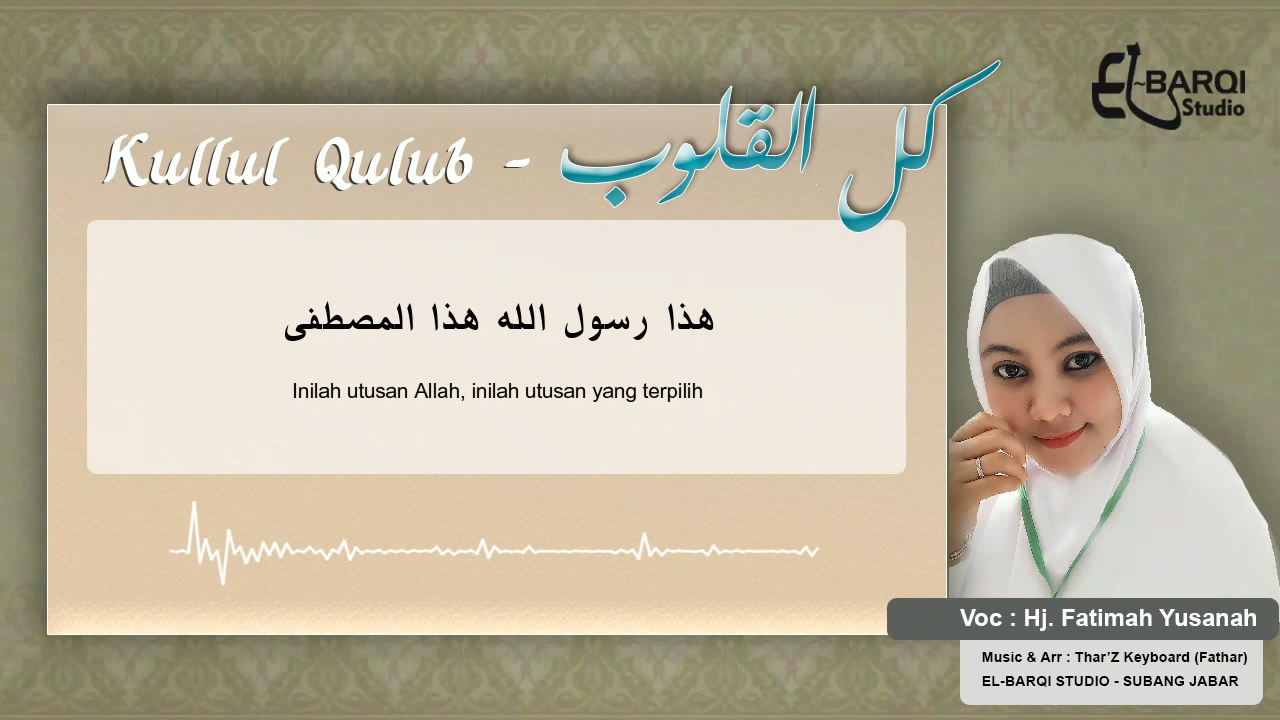 Kullul Qulub - كل القلوب
EL-BARQI
Studio
هذا رسول الله هذا المصطفى
Inilah utusan Allah, inilah utusan yang terpilih
Voc : Hj. Fatimah Yusanah
Music & Arr : Thar’Z Keyboard (Fathar)
EL-BARQI STUDIO - SUBANG JABAR